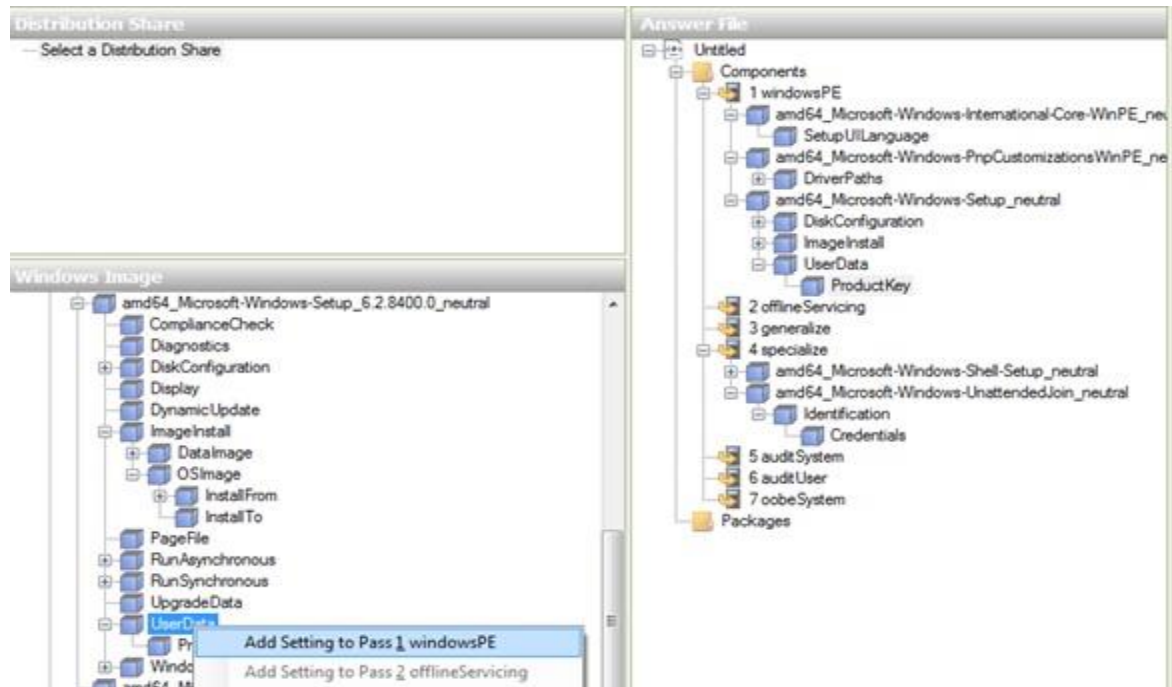 Distribution Share
Select a Distribution Share
Windows Image
amd64_Microsoft-Windows-Setup_6.2.8400.0_neutral
ComplianceCheck
Diagnostics
DiskConfiguration
Display
DynamicUpdate
ImageInstall
DataImage
OSImage
InstallFrom
InstallTo
PageFile
RunAsynchronous
RunSynchronous
UpgradeData
UserData
Pr
Windo
Add Setting to Pass 1 windowsPE
Add Setting to Pass 2 offlineServicing
Answer File
Untitled
Components
1 windowsPE
amd64_Microsoft-Windows-International-Core-WinPE_neu
SetupUILanguage
amd64_Microsoft-Windows-PnpCustomizationsWinPE_ne
DriverPaths
amd64_Microsoft-Windows-Setup_neutral
DiskConfiguration
ImageInstall
UserData
ProductKey
2 offlineServicing
3 generalize
4 specialize
amd64_Microsoft-Windows-Shell-Setup_neutral
amd64_Microsoft-Windows-UnattendedJoin_neutral
Identification
Credentials
5 auditSystem
6 auditUser
7 oobeSystem
Packages